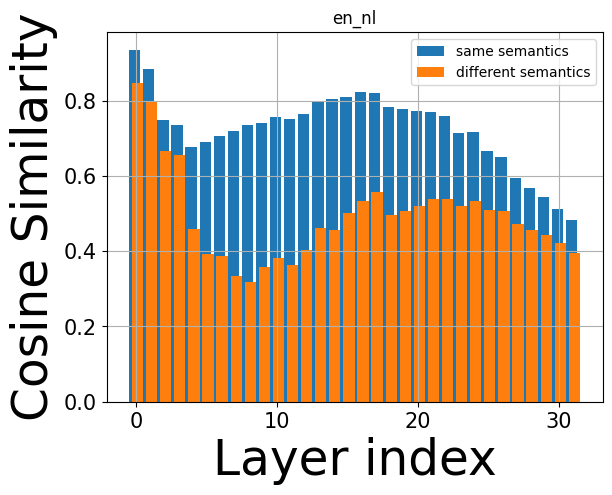 en_nl
same semantics
different semantics
Cosine Similarity
0.8
0.6
0.4
0.2
0.0
0 10 20 30
Layer index